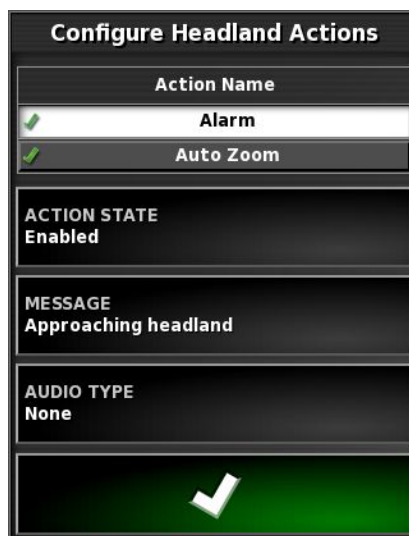 Configure Headland Actions
Action Name
Alarm
Auto Zoom
ACTION STATE
Enabled
MESSAGE
Approaching headland
AUDIO TYPE
None